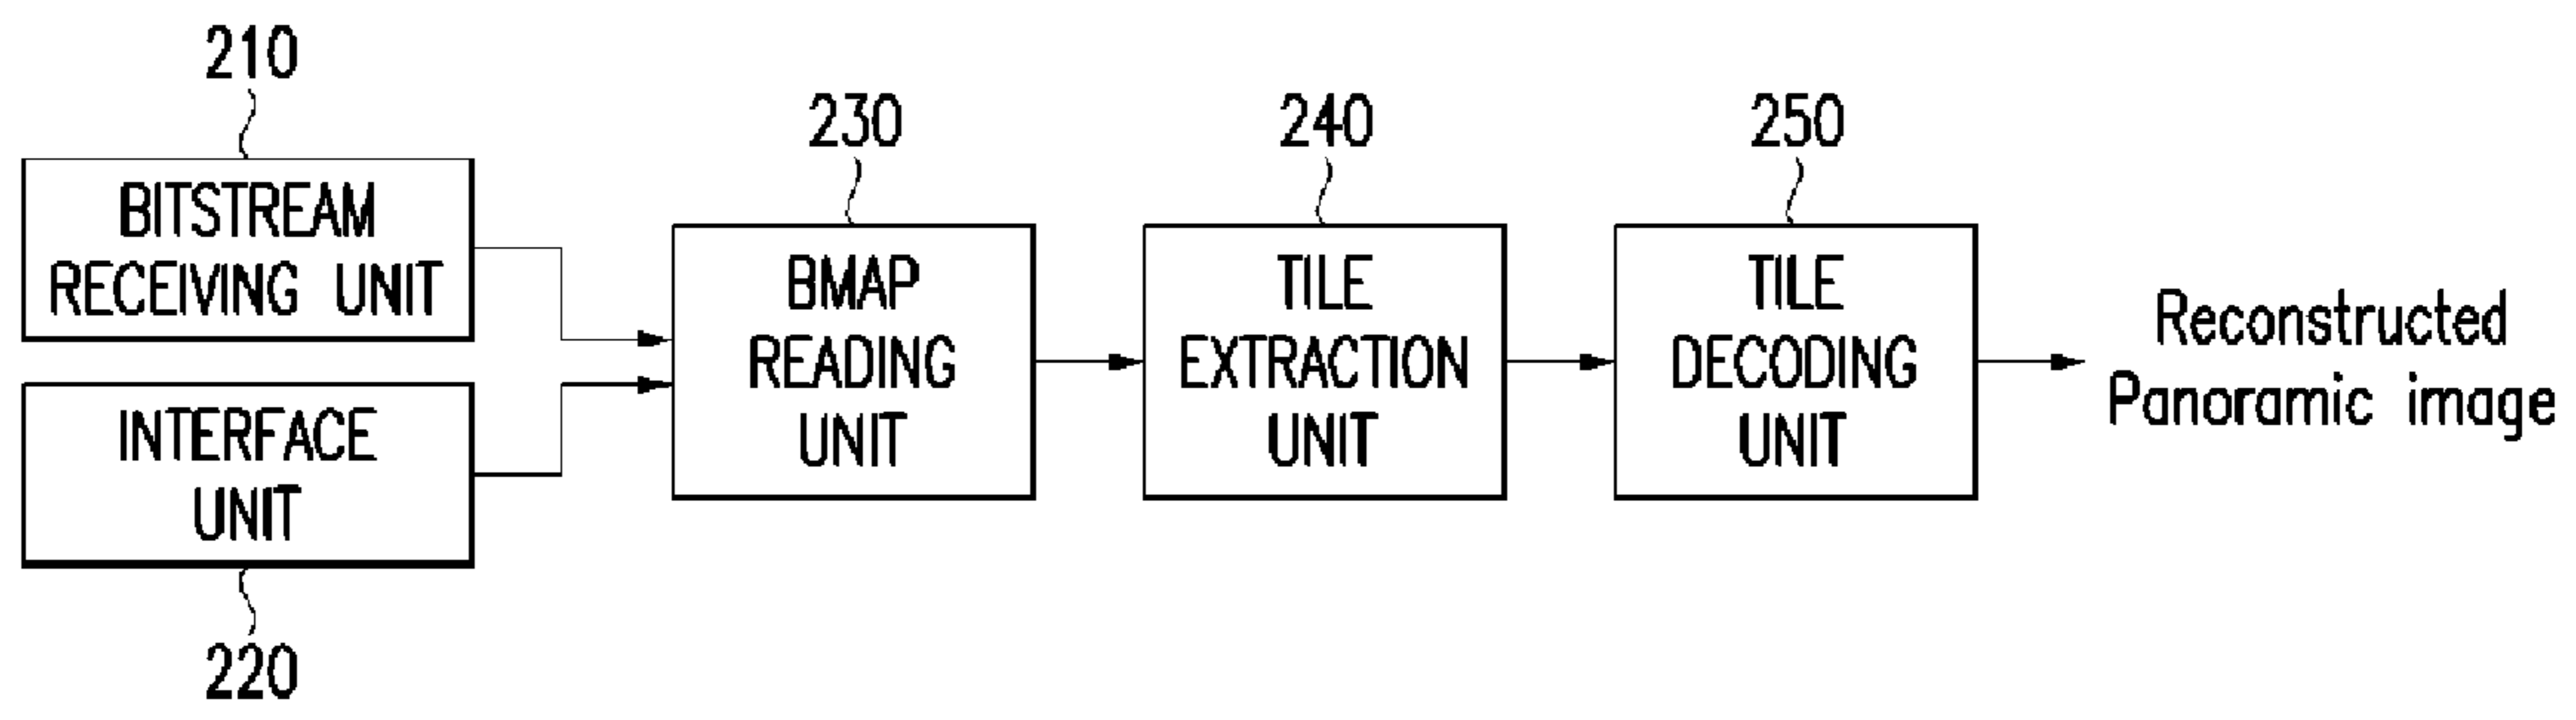 210
BITSTREAM
RECEIVING UNIT
INTERFACE
UNIT
220
230
BMAP
READING
UNIT
240
TILE
EXTRACTION
UNIT
250
TILE
DECODING
UNIT
Reconstructed
Panoramic image